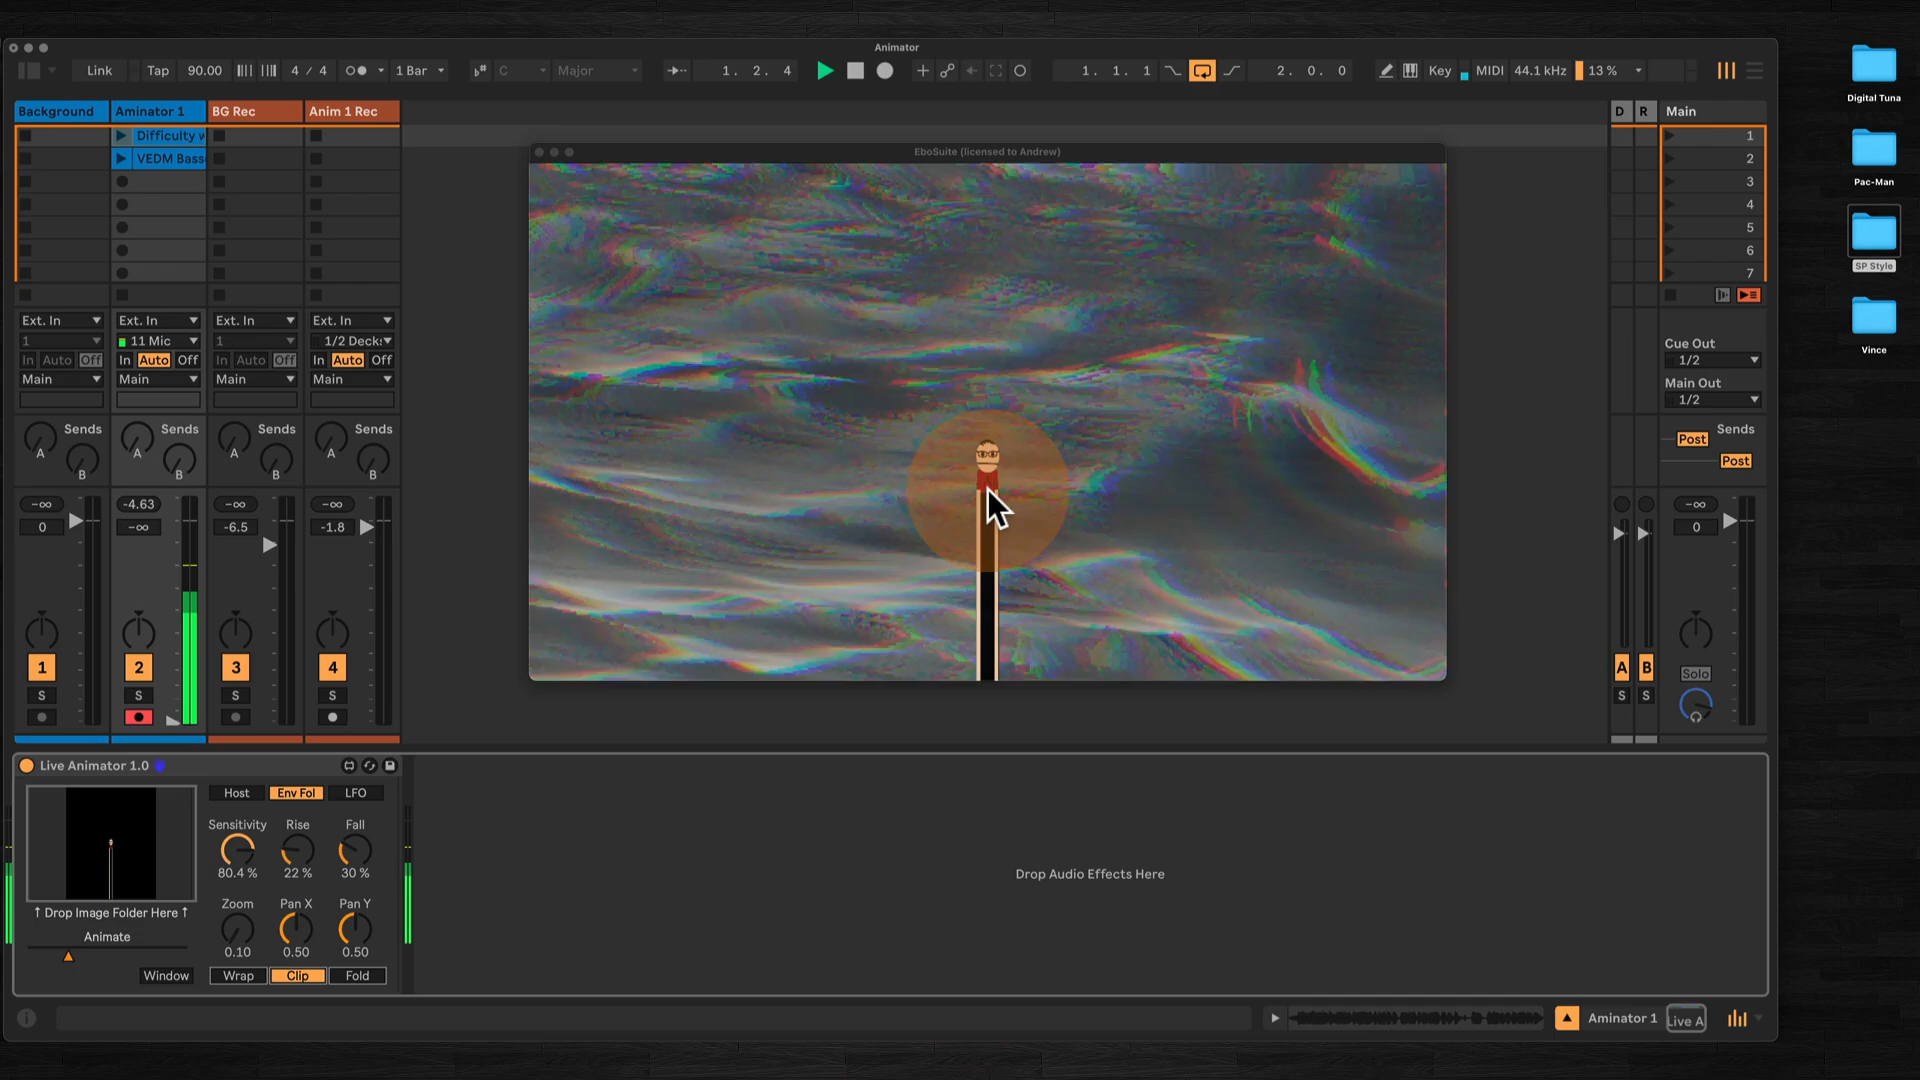 Animator
Link Tap 90.00 4 / 4 1 Bar C Major 1. 2. 4 1. 1. 1 2. 0. 0 Key MIDI 44.1 kHz 13 %
Background Aminator 1 BG Rec Anim 1 Rec D R Main
Difficulty w 1
VEDM Bass 2
3
4
5
6
7
EboSuite (licensed to Andrew)
Ext. In Ext. In Ext. In Ext. In
1 11 Mic 1 1/2 Deck:
In Auto Off In Auto Off In Auto Off In Auto Off
Main Main Main Main
Cue Out
1/2
Main Out
1/2
Sends Sends Sends Sends Sends
A A A A Post
B B B B Post
-∞ -4.63 -∞ -∞ -∞
0 -∞ -6.5 -1.8 0
1 2 3 4 A B Solo
S S S S S S
Live Animator 1.0
Host Env Fol LFO
Sensitivity Rise Fall
80.4 % 22 % 30 %
Zoom Pan X Pan Y
0.10 0.50 0.50
Wrap Clip Fold
↑ Drop Image Folder Here ↑
Animate
Window
Drop Audio Effects Here
Aminator 1 Live A
Digital Tuna
Pac-Man
SP Style
Vince